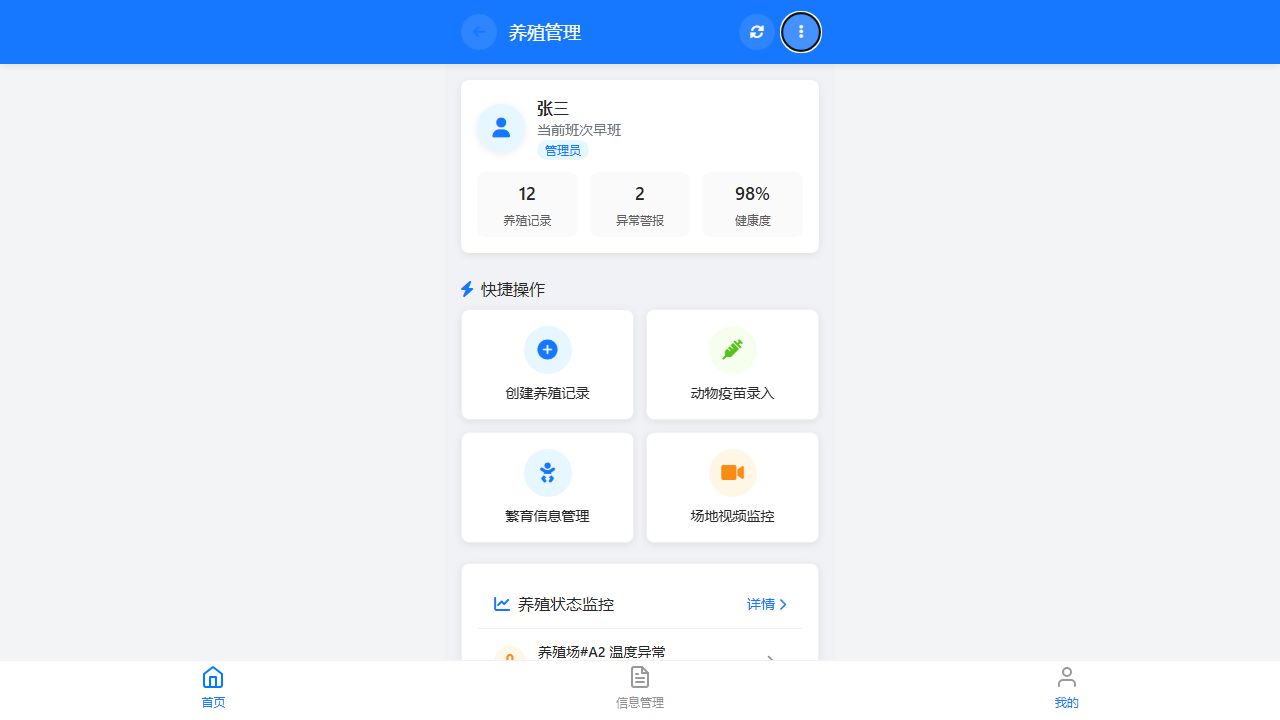 养殖管理
张三
当前班次早班
管理员
12
养殖记录
2
异常警报
98%
健康度
快捷操作
创建养殖记录
动物疫苗录入
繁育信息管理
场地视频监控
养殖状态监控
详情
养殖场#A2 温度异常
首页
信息管理
我的